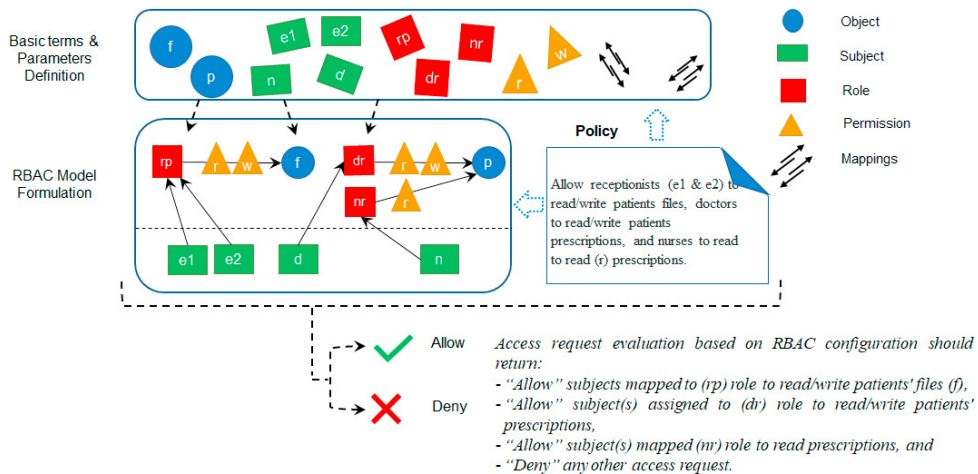 Basic terms &
Parameters
Definition
f
p
e1
e2
n
d
rp
nr
dr
r
w
Object
Subject
Role
Permission
Mappings
RBAC Model
Formulation
rp
r
w
f
dr
r
w
p
nr
r
e1
e2
d
n
Policy
Allow receptionists (e1 & e2) to
read/write patients files, doctors
to read/write patients
prescriptions, and nurses to read
to read (r) prescriptions.
Allow
Deny
Access request evaluation based on RBAC configuration should
return:
- “Allow” subjects mapped to (rp) role to read/write patients' files (f),
- “Allow” subject(s) assigned to (dr) role to read/write patients'
prescriptions,
- “Allow” subject(s) mapped (nr) role to read prescriptions, and
- “Deny” any other access request.